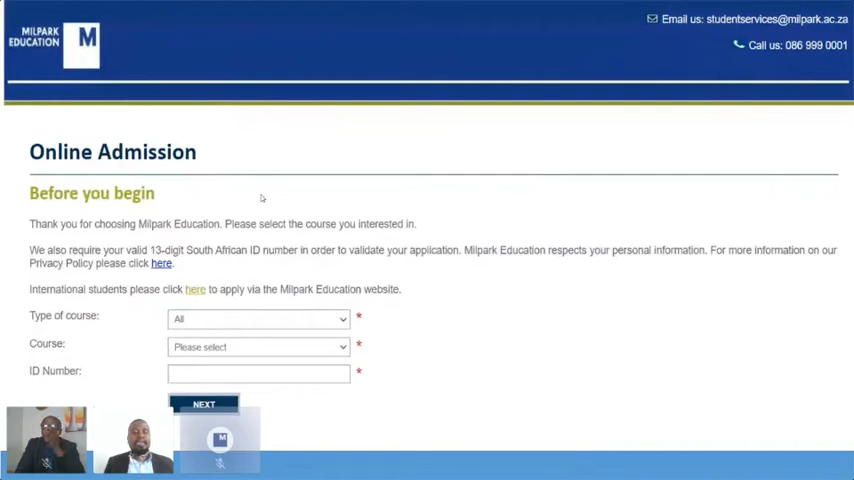 MILPARK
EDUCATION
M
Email us: studentservices@milpark.ac.za
Call us: 086 999 0001
Online Admission
Before you begin
Thank you for choosing Milpark Education. Please select the course you interested in.
We also require your valid 13-digit South African ID number in order to validate your application. Milpark Education respects your personal information. For more information on our
Privacy Policy please click here.
International students please click here to apply via the Milpark Education website.
Type of course: All *
Course: Please select *
ID Number: *
NEXT
M